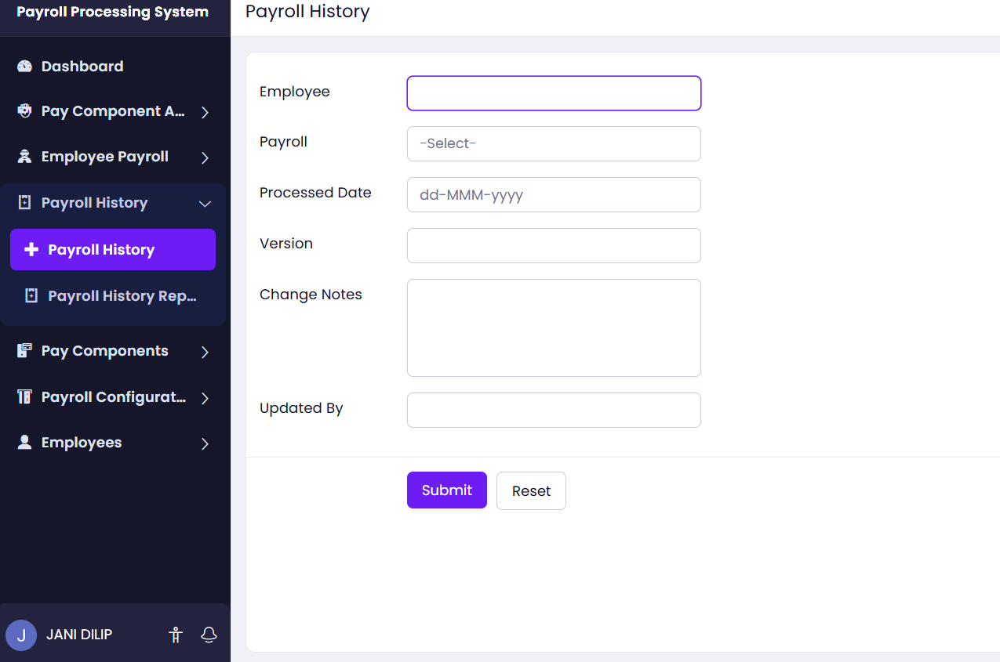 Payroll Processing System
Dashboard
Pay Component A...
Employee Payroll
Payroll History
Payroll History
Payroll History Rep...
Pay Components
Payroll Configurat...
Employees
J
JANI DILIP
Payroll History
Employee
Payroll
-Select-
Processed Date
dd-MMM-yyyy
Version
Change Notes
Updated By
Submit
Reset